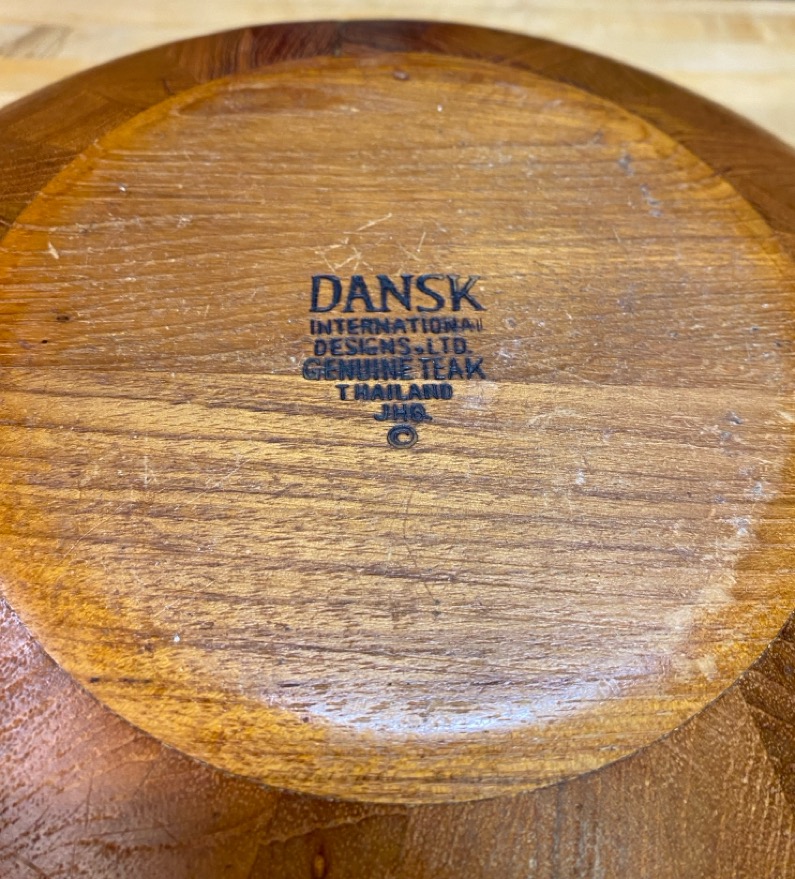 DANSK
INTERNATIONAL
DESIGNS, LTD.
GENUINE TEAK
THAILAND
JHQ.
©